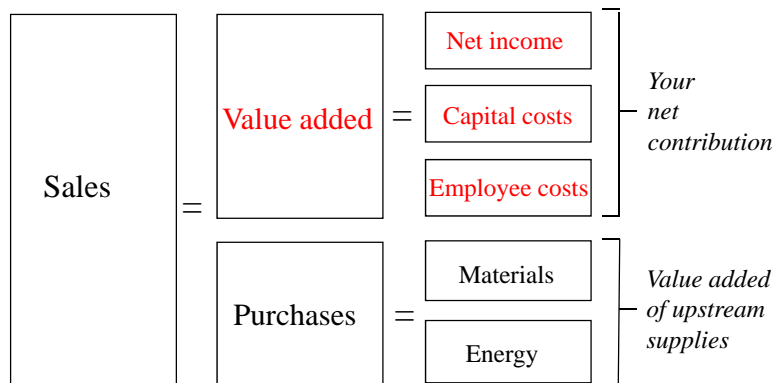 Sales
=
Value added
=
Net income
Capital costs
Employee costs
Your
net
contribution
Purchases
=
Materials
Energy
Value added
of upstream
supplies